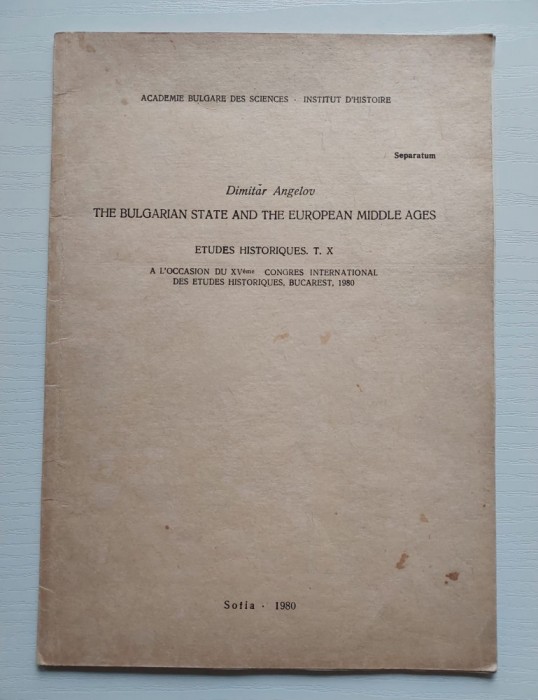 ACADEMIE BULGARE DES SCIENCES · INSTITUT D'HISTOIRE
Separatum
Dimitǎr Angelov
THE BULGARIAN STATE AND THE EUROPEAN MIDDLE AGES
ETUDES HISTORIQUES. T. X
A L'OCCASION DU XVème CONGRES INTERNATIONAL
DES ETUDES HISTORIQUES, BUCAREST, 1980
Sofia · 1980